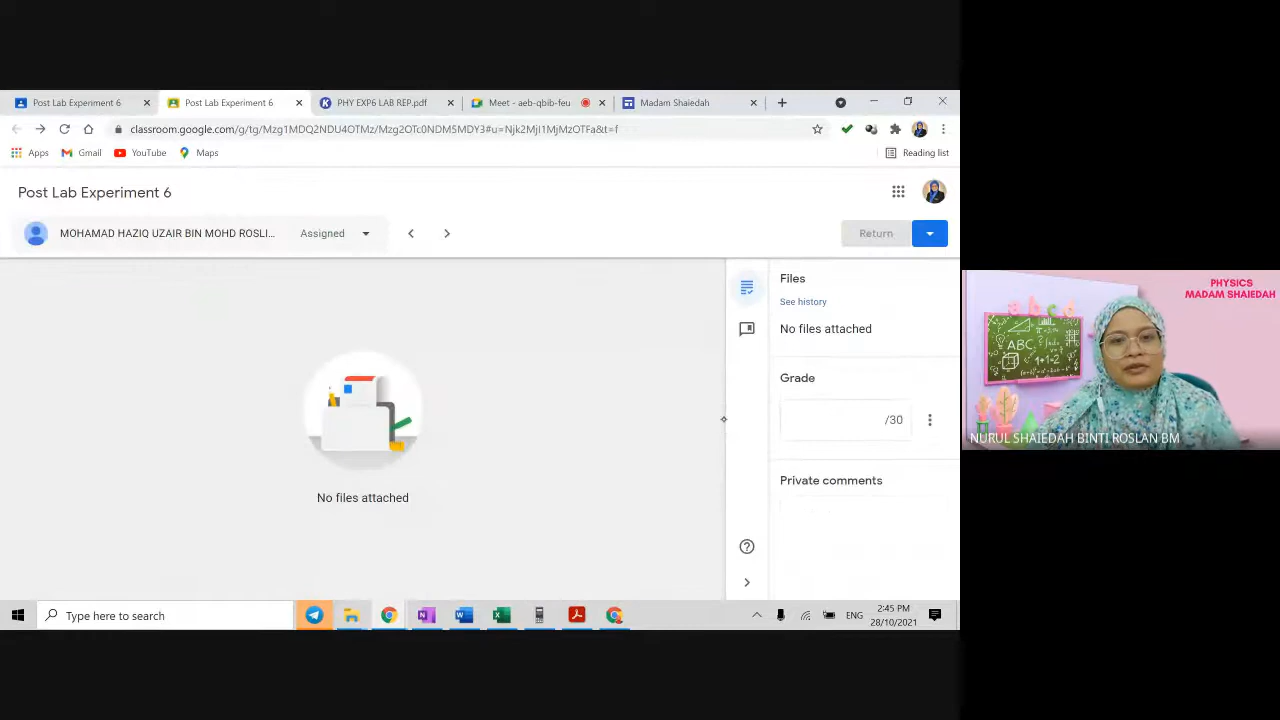 Post Lab Experiment 6
Post Lab Experiment 6
PHY EXP6 LAB REP.pdf
Meet - aeb-qbib-feu
Madam Shaiedah
classroom.google.com/g/tg/Mzg1MDQ2NDU4OTMz/Mzg2OTc0NDM5MDY3#u=Njk2MjI1MjMzOTFa&t=f
Apps
Gmail
YouTube
Maps
Reading list
Post Lab Experiment 6
MOHAMAD HAZIQ UZAIR BIN MOHD ROSLI...
Assigned
Return
Files
See history
No files attached
Grade
/30
Private comments
No files attached
Type here to search
ENG
2:45 PM
28/10/2021
PHYSICS
MADAM SHAIEDAH
a b c d
ABC
1+1=2
NURUL SHAIEDAH BINTI ROSLAN BM